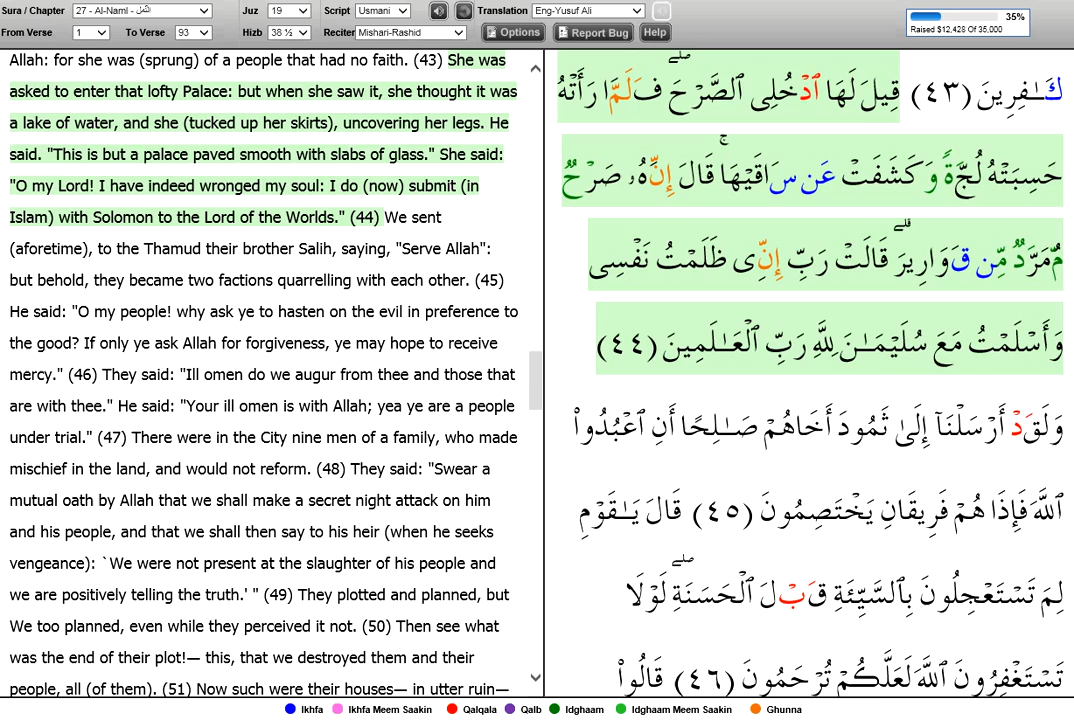 Sura / Chapter 27 - Al-Naml - النَّمل Juz 19 Script Usmani Translation Eng-Yusuf Ali 35%
From Verse 1 To Verse 93 Hizb 38 ½ Reciter Mishari-Rashid Options Report Bug Help Raised $12,428 Of 35,000
Allah: for she was (sprung) of a people that had no faith. (43) She was
asked to enter that lofty Palace: but when she saw it, she thought it was
a lake of water, and she (tucked up her skirts), uncovering her legs. He
said. "This is but a palace paved smooth with slabs of glass." She said:
"O my Lord! I have indeed wronged my soul: I do (now) submit (in
Islam) with Solomon to the Lord of the Worlds." (44) We sent
(aforetime), to the Thamud their brother Salih, saying, "Serve Allah":
but behold, they became two factions quarrelling with each other. (45)
He said: "O my people! why ask ye to hasten on the evil in preference to
the good? If only ye ask Allah for forgiveness, ye may hope to receive
mercy." (46) They said: "Ill omen do we augur from thee and those that
are with thee." He said: "Your ill omen is with Allah; yea ye are a people
under trial." (47) There were in the City nine men of a family, who made
mischief in the land, and would not reform. (48) They said: "Swear a
mutual oath by Allah that we shall make a secret night attack on him
and his people, and that we shall then say to his heir (when he seeks
vengeance): `We were not present at the slaughter of his people and
we are positively telling the truth.' " (49) They plotted and planned, but
We too planned, even while they perceived it not. (50) Then see what
was the end of their plot!— this, that we destroyed them and their
people, all (of them). (51) Now such were their houses— in utter ruin—
كَـٰفِرِينَ (٤٣) قِيلَ لَهَا ٱدْخُلِى ٱلصَّرْحَ ۖ فَلَمَّا رَأَتْهُ
حَسِبَتْهُ لُجَّةً وَكَشَفَتْ عَن سَاقَيْهَا ۚ قَالَ إِنَّهُۥ صَرْحٌ
مُّمَرَّدٌ مِّن قَوَارِيرَ ۗ قَالَتْ رَبِّ إِنِّى ظَلَمْتُ نَفْسِى
وَأَسْلَمْتُ مَعَ سُلَيْمَـٰنَ لِلَّهِ رَبِّ ٱلْعَـٰلَمِينَ (٤٤)
وَلَقَدْ أَرْسَلْنَآ إِلَىٰ ثَمُودَ أَخَاهُمْ صَـٰلِحًا أَنِ ٱعْبُدُوا۟
ٱللَّهَ فَإِذَا هُمْ فَرِيقَانِ يَخْتَصِمُونَ (٤٥) قَالَ يَـٰقَوْمِ
لِمَ تَسْتَعْجِلُونَ بِٱلسَّيِّئَةِ قَبْلَ ٱلْحَسَنَةِ ۖ لَوْلَا
تَسْتَغْفِرُونَ ٱللَّهَ لَعَلَّكُمْ تُرْحَمُونَ (٤٦) قَالُوا۟
Ikhfa Ikhfa Meem Saakin Qalqala Qalb Idghaam Idghaam Meem Saakin Ghunna